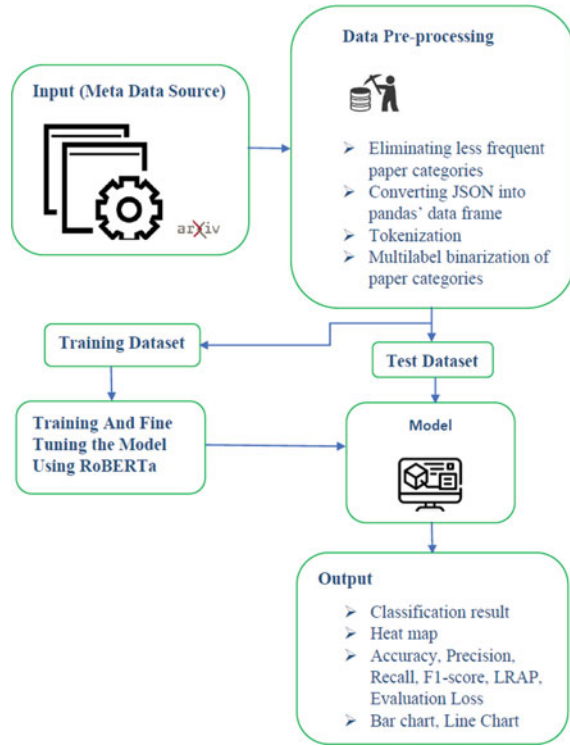 Input (Meta Data Source)
arXiv
Data Pre-processing
➢ Eliminating less frequent
paper categories
➢ Converting JSON into
pandas' data frame
➢ Tokenization
➢ Multilabel binarization of
paper categories
Training Dataset
Test Dataset
Training And Fine
Tuning the Model
Using RoBERTa
Model
Output
➢ Classification result
➢ Heat map
➢ Accuracy, Precision,
Recall, F1-score, LRAP,
Evaluation Loss
➢ Bar chart, Line Chart